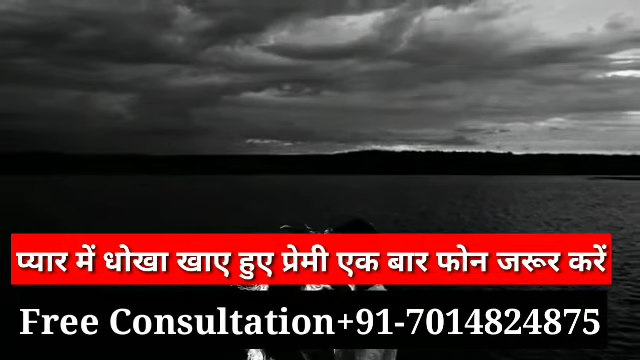 प्यार में धोखा खाए हुए प्रेमी एक बार फोन जरूर करें
Free Consultation+91-7014824875